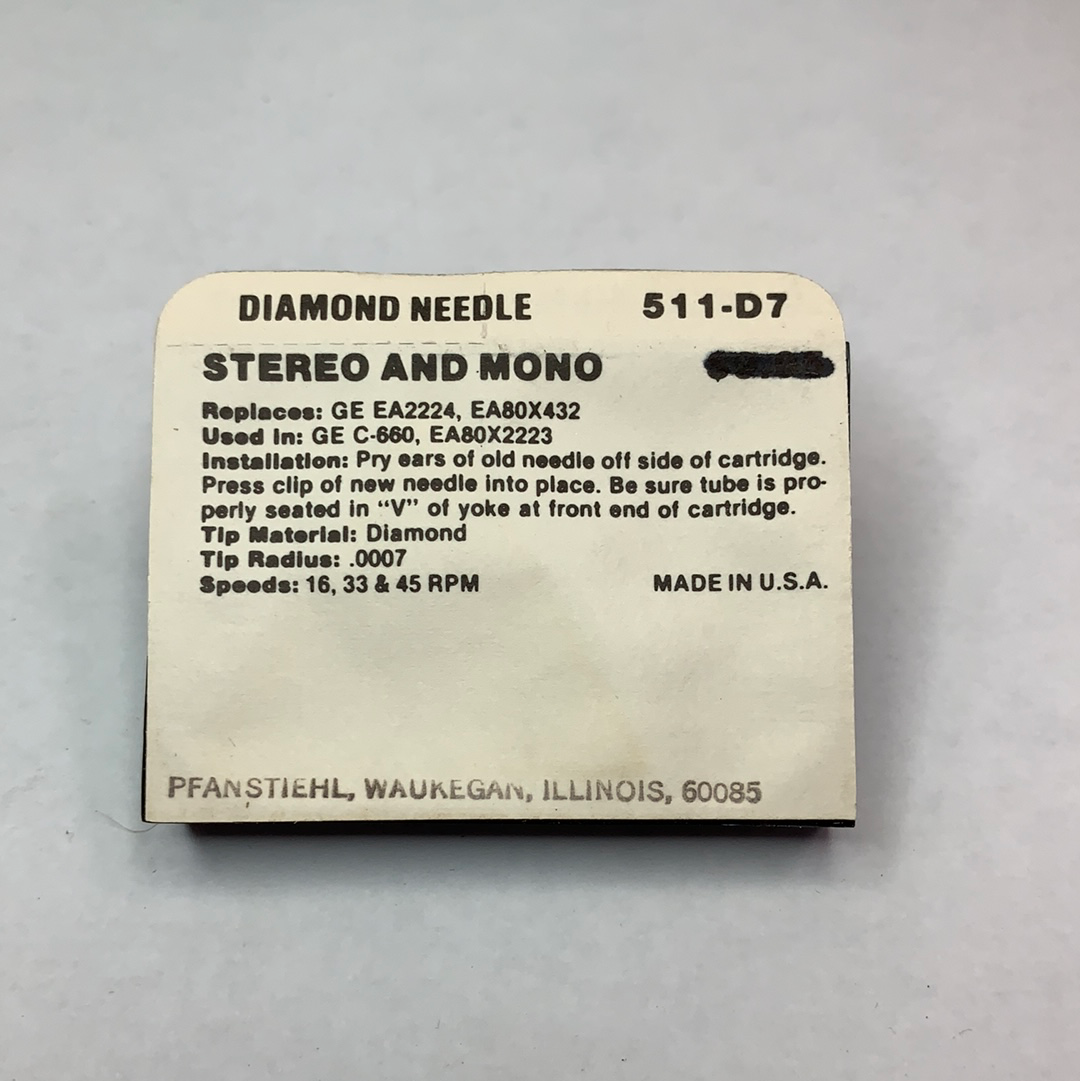 DIAMOND NEEDLE 511-D7
STEREO AND MONO
Replaces: GE EA2224, EA80X432
Used In: GE C-660, EA80X2223
Installation: Pry ears of old needle off side of cartridge.
Press clip of new needle into place. Be sure tube is pro-
perly seated in “V” of yoke at front end of cartridge.
Tip Material: Diamond
Tip Radius: .0007
Speeds: 16, 33 & 45 RPM MADE IN U.S.A.
PFANSTIEHL, WAUKEGAN, ILLINOIS, 60085